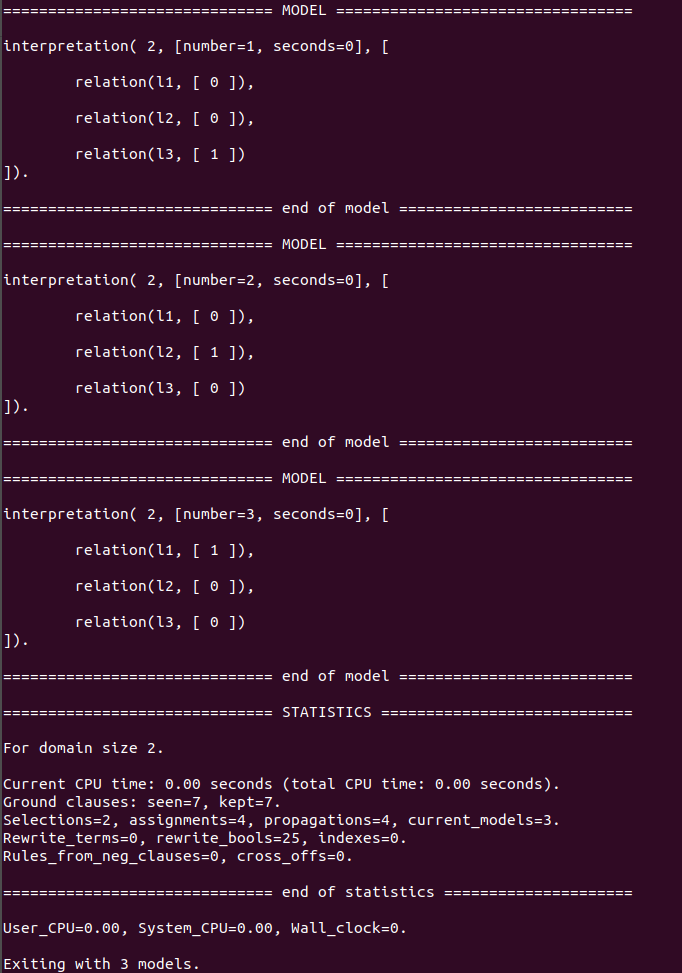 ============================== MODEL =================================
interpretation( 2, [number=1, seconds=0], [
        relation(l1, [ 0 ]),
        relation(l2, [ 0 ]),
        relation(l3, [ 1 ])
]).
============================== end of model ==========================
============================== MODEL =================================
interpretation( 2, [number=2, seconds=0], [
        relation(l1, [ 0 ]),
        relation(l2, [ 1 ]),
        relation(l3, [ 0 ])
]).
============================== end of model ==========================
============================== MODEL =================================
interpretation( 2, [number=3, seconds=0], [
        relation(l1, [ 1 ]),
        relation(l2, [ 0 ]),
        relation(l3, [ 0 ])
]).
============================== end of model ==========================
============================== STATISTICS ============================
For domain size 2.
Current CPU time: 0.00 seconds (total CPU time: 0.00 seconds).
Ground clauses: seen=7, kept=7.
Selections=2, assignments=4, propagations=4, current_models=3.
Rewrite_terms=0, rewrite_bools=25, indexes=0.
Rules_from_neg_clauses=0, cross_offs=0.
============================== end of statistics =====================
User_CPU=0.00, System_CPU=0.00, Wall_clock=0.
Exiting with 3 models.